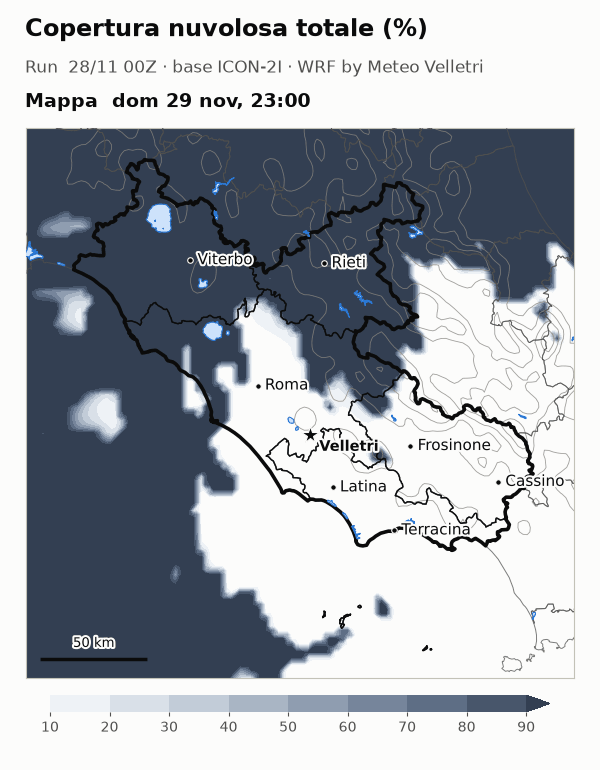 Copertura nuvolosa totale (%)
Run 28/11 00Z · base ICON-2I · WRF by Meteo Velletri
Mappa dom 29 nov, 23:00
Viterbo
Rieti
Roma
Velletri
Frosinone
Latina
Cassino
Terracina
50 km
10 20 30 40 50 60 70 80 90